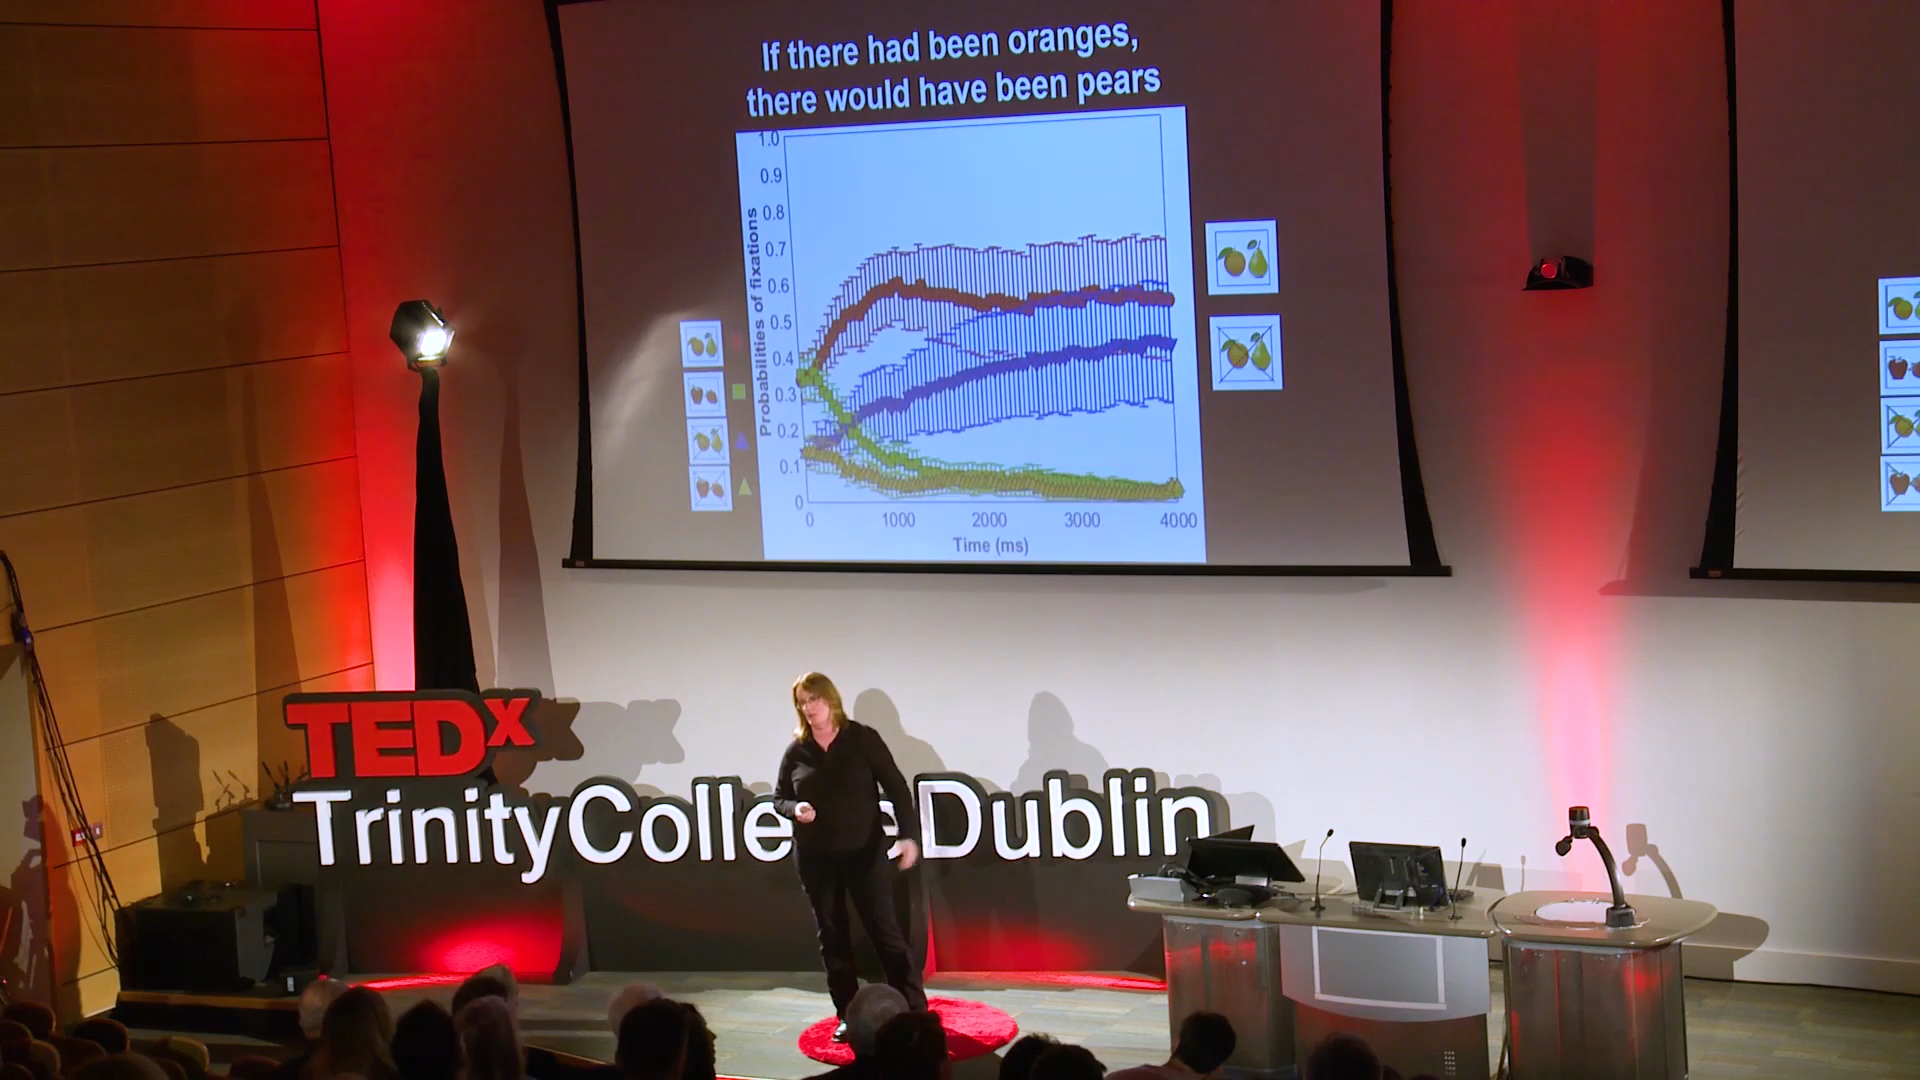 If there had been oranges,
there would have been pears
Probabilities of fixations
1.0
0.9
0.8
0.7
0.6
0.5
0.4
0.3
0.2
0.1
0
0 1000 2000 3000 4000
Time (ms)
TEDx
TrinityColle eDublin